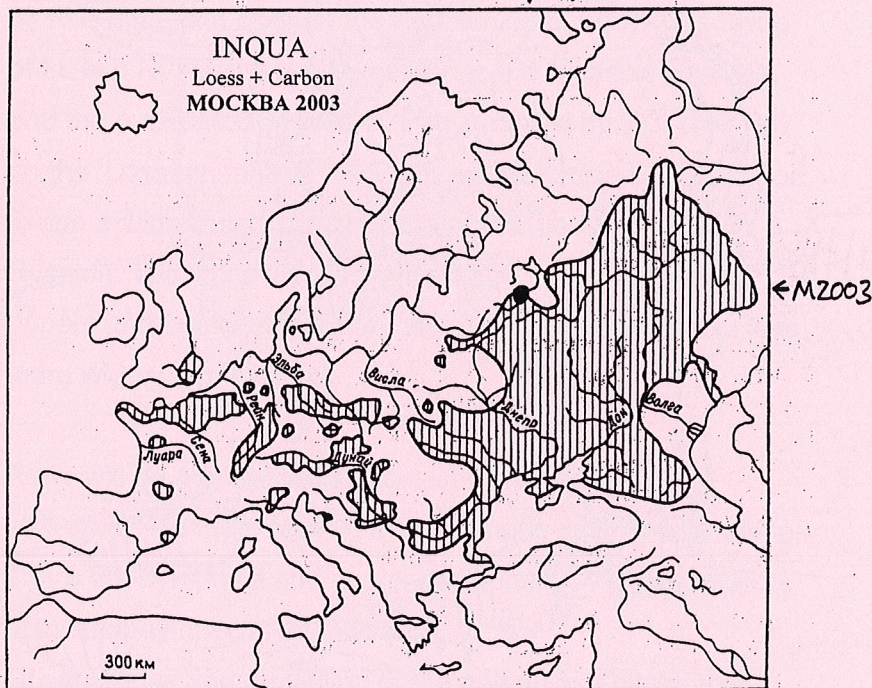 INQUA
Loess + Carbon
МОСКВА 2003
←M2003
Эльба
Висла
Рейн
Днепр
Дон
Волга
Сена
Луара
Дунай
300 км